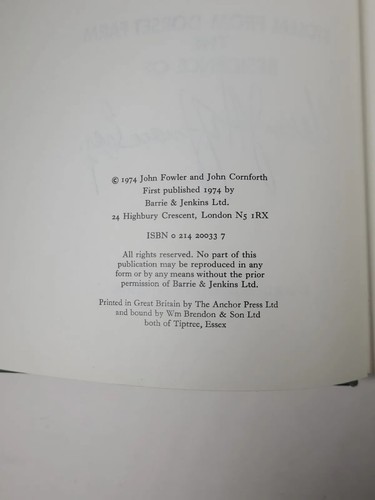 © 1974 John Fowler and John Cornforth
First published 1974 by
Barrie & Jenkins Ltd.
24 Highbury Crescent, London N5 1RX
ISBN 0 214 20033 7
All rights reserved. No part of this
publication may be reproduced in any
form or by any means without the prior
permission of Barrie & Jenkins Ltd.
Printed in Great Britain by The Anchor Press Ltd
and bound by Wm Brendon & Son Ltd
both of Tiptree, Essex